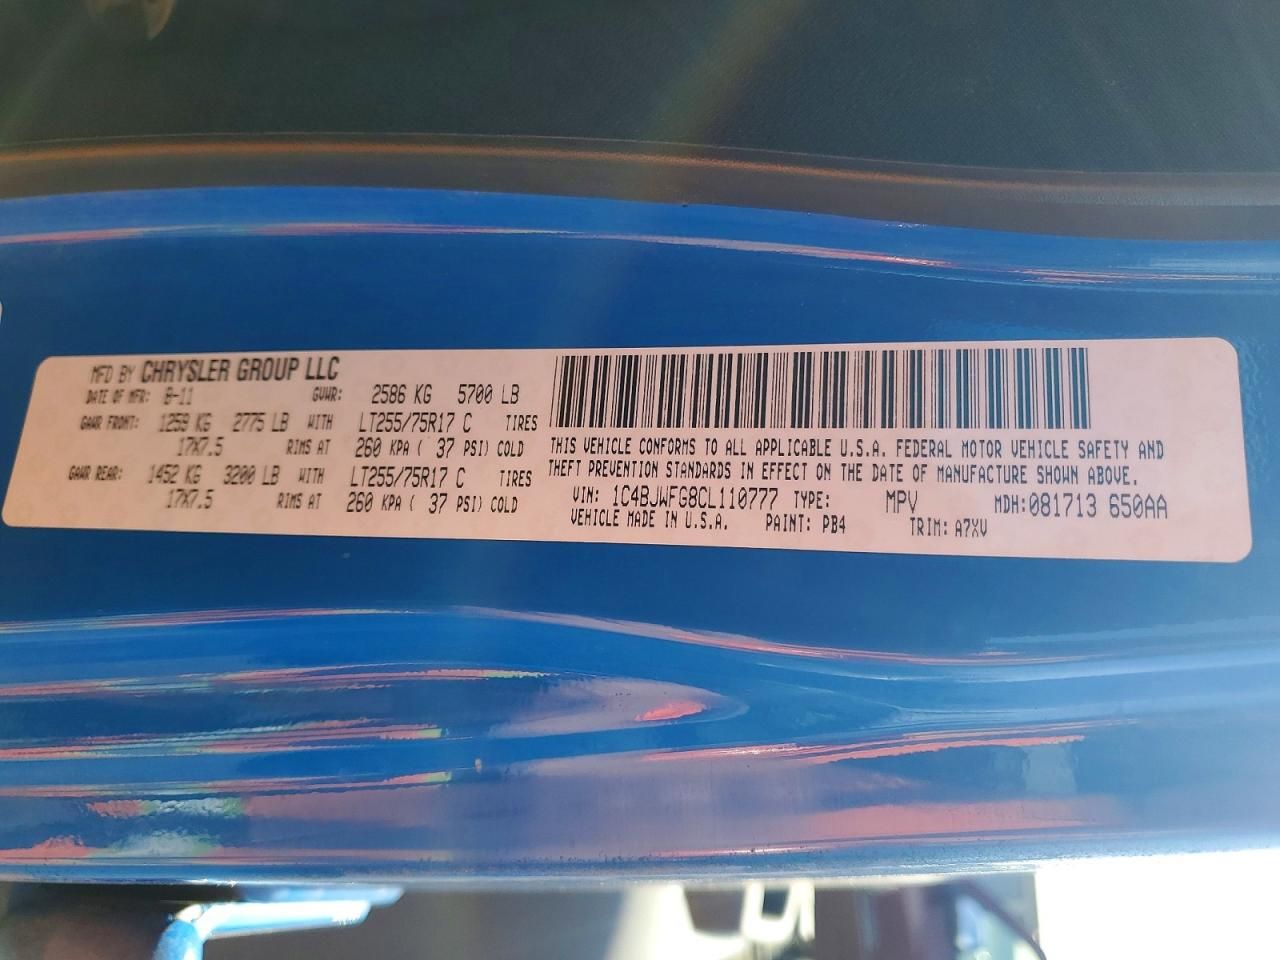 MFD BY CHRYSLER GROUP LLC
DATE OF MFR: 8-11 GVWR: 2586 KG 5700 LB
GAWR FRONT: 1259 KG 2775 LB WITH LT255/75R17 C TIRES
17X7.5 RIMS AT 260 KPA ( 37 PSI) COLD
GAWR REAR: 1452 KG 3200 LB WITH LT255/75R17 C TIRES
17X7.5 RIMS AT 260 KPA ( 37 PSI) COLD
THIS VEHICLE CONFORMS TO ALL APPLICABLE U.S.A. FEDERAL MOTOR VEHICLE SAFETY AND
THEFT PREVENTION STANDARDS IN EFFECT ON THE DATE OF MANUFACTURE SHOWN ABOVE.
VIN: 1C4BJWFG8CL110777 TYPE: MPV MDH:081713 650AA
VEHICLE MADE IN U.S.A. PAINT: PB4 TRIM: A7XV